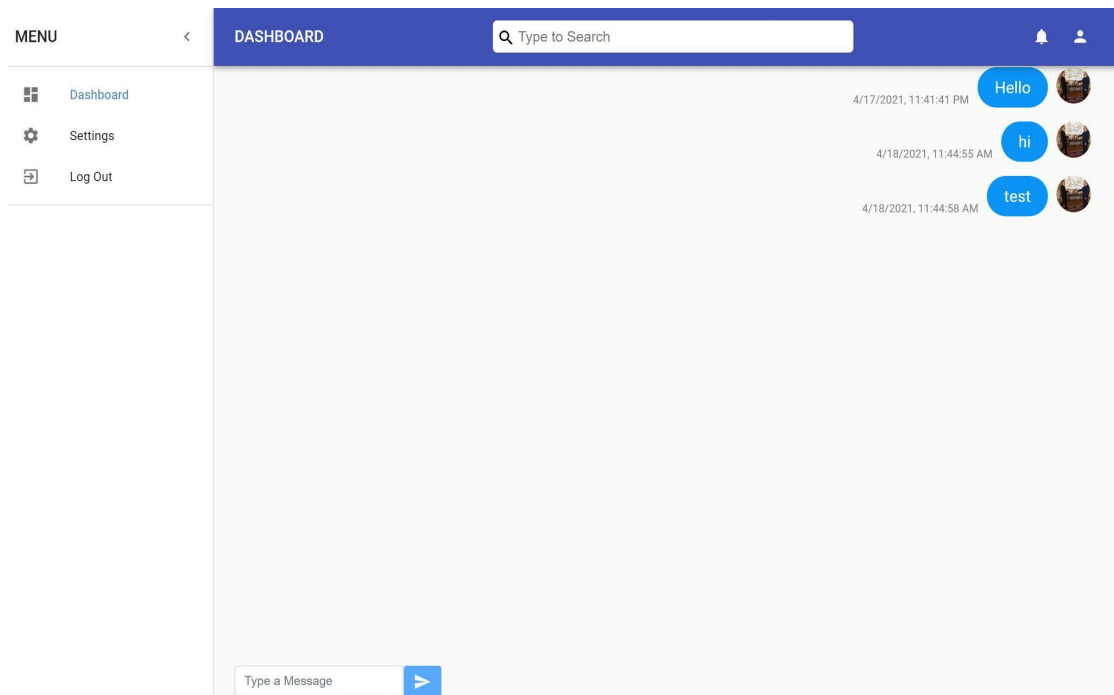 MENU
DASHBOARD
Type to Search
Dashboard
Settings
Log Out
4/17/2021, 11:41:41 PM Hello
4/18/2021, 11:44:55 AM hi
4/18/2021, 11:44:58 AM test
Type a Message